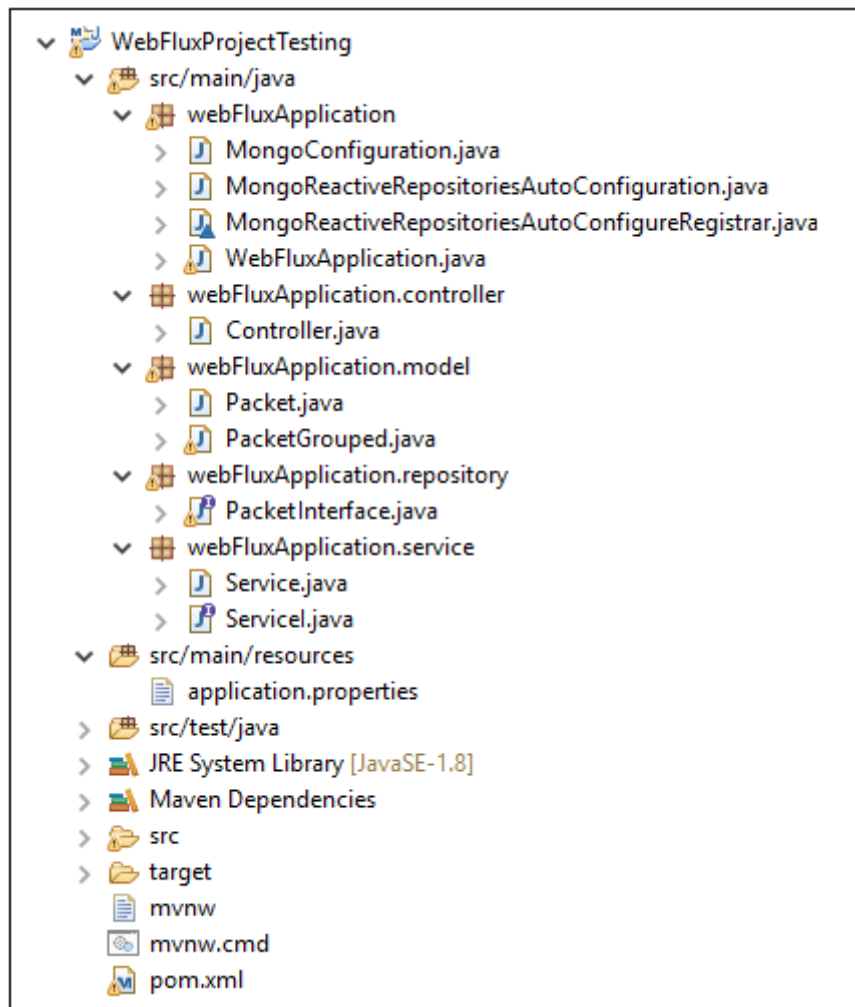 WebFluxProjectTesting
src/main/java
webFluxApplication
MongoConfiguration.java
MongoReactiveRepositoriesAutoConfiguration.java
MongoReactiveRepositoriesAutoConfigureRegistrar.java
WebFluxApplication.java
webFluxApplication.controller
Controller.java
webFluxApplication.model
Packet.java
PacketGrouped.java
webFluxApplication.repository
PacketInterface.java
webFluxApplication.service
Service.java
ServiceI.java
src/main/resources
application.properties
src/test/java
JRE System Library [JavaSE-1.8]
Maven Dependencies
src
target
mvnw
mvnw.cmd
pom.xml